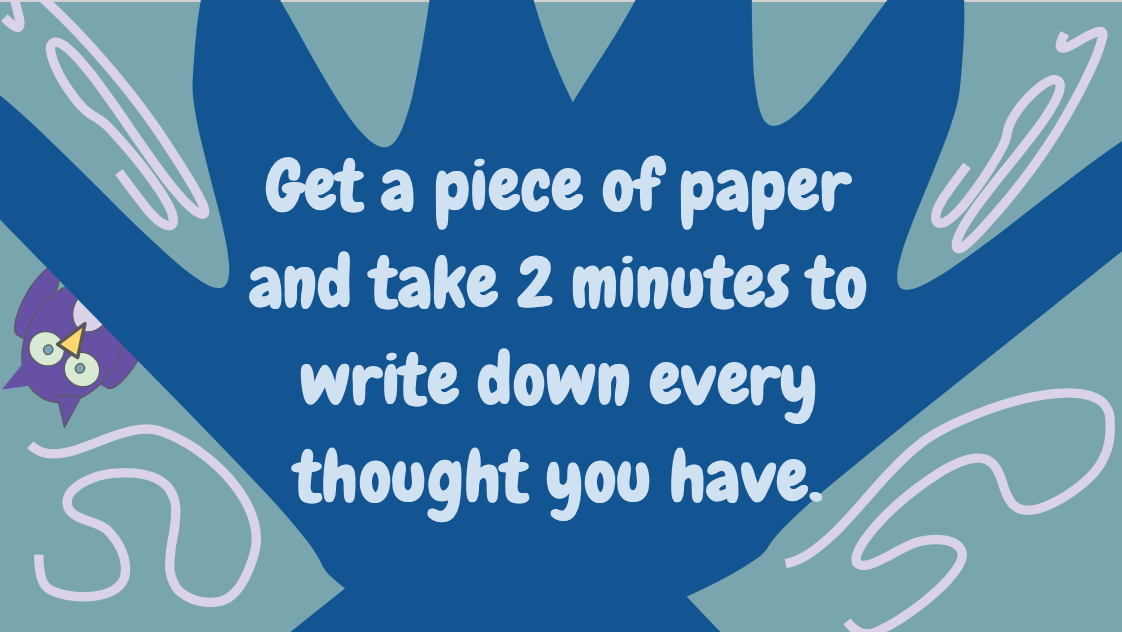 Get a piece of paper
and take 2 minutes to
write down every
thought you have.